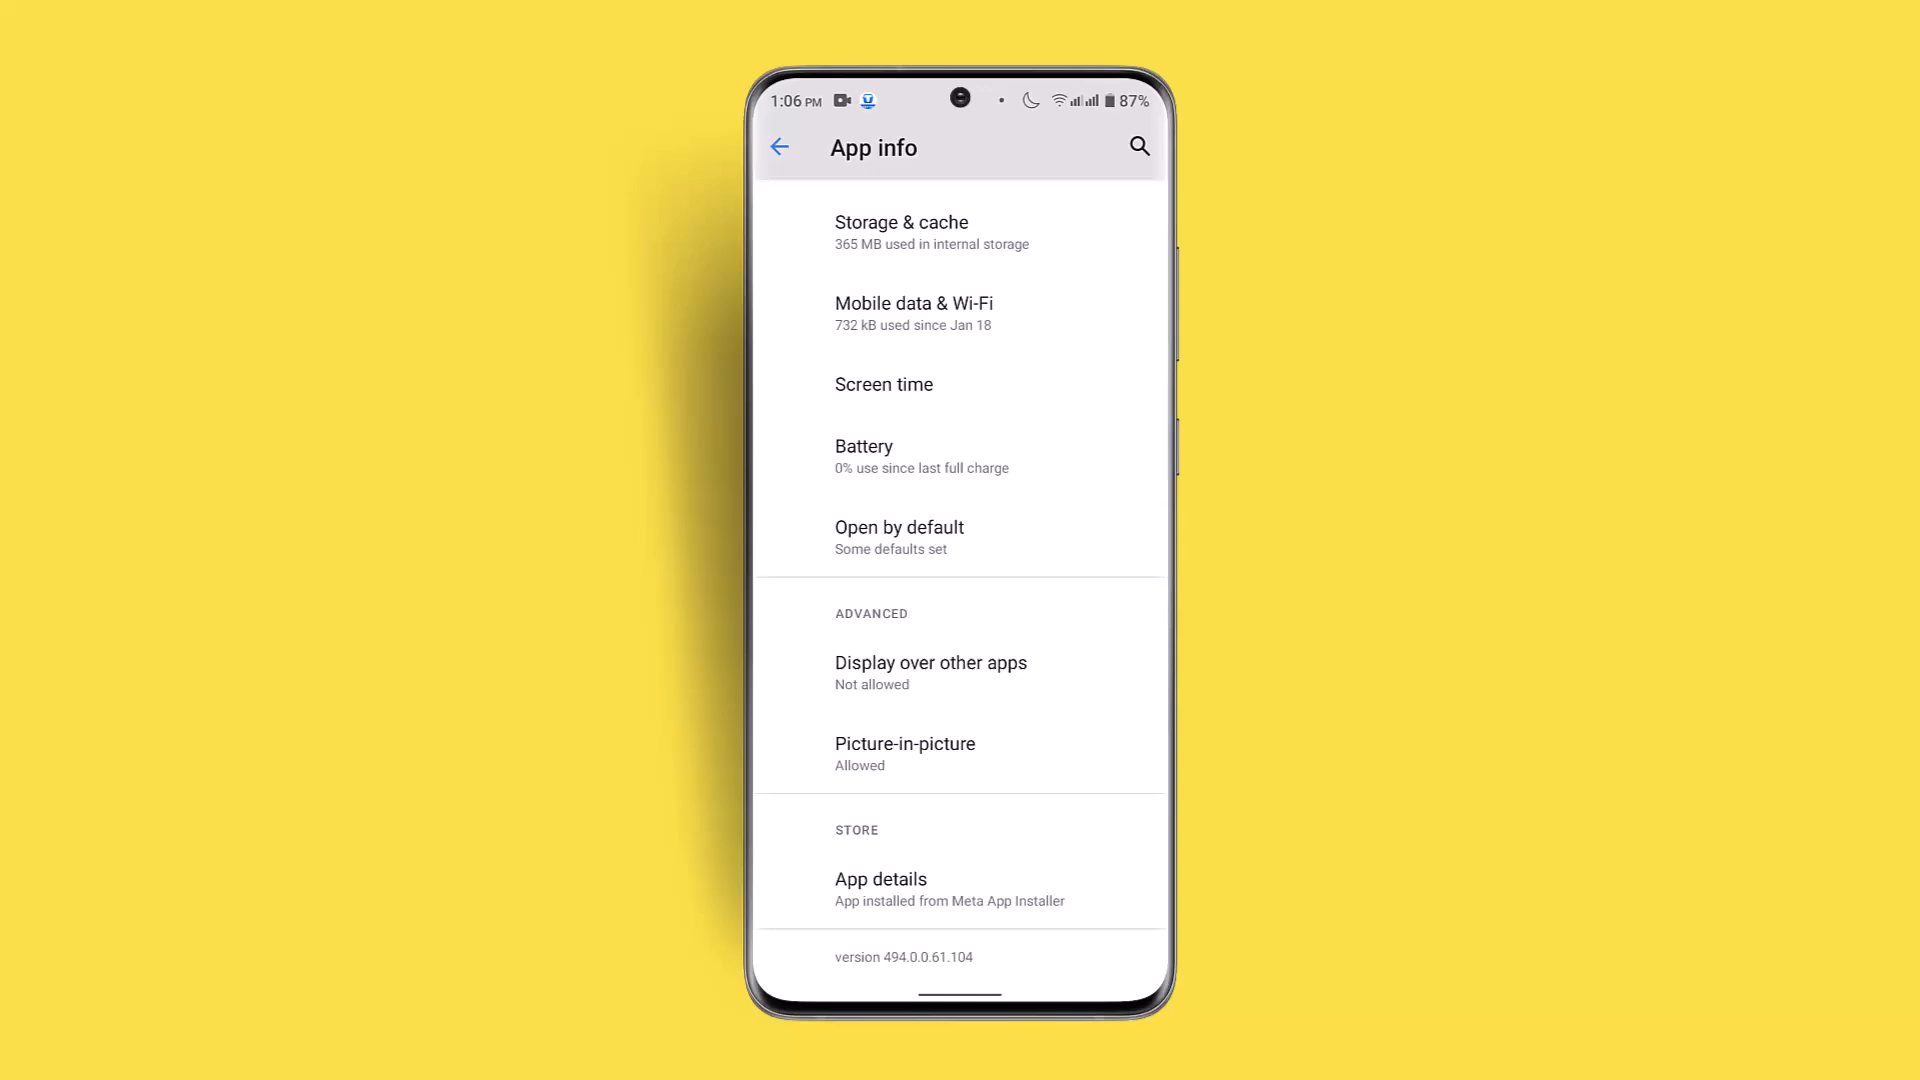 1:06 PM 87%
App info
Storage & cache
365 MB used in internal storage
Mobile data & Wi-Fi
732 kB used since Jan 18
Screen time
Battery
0% use since last full charge
Open by default
Some defaults set
ADVANCED
Display over other apps
Not allowed
Picture-in-picture
Allowed
STORE
App details
App installed from Meta App Installer
version 494.0.0.61.104